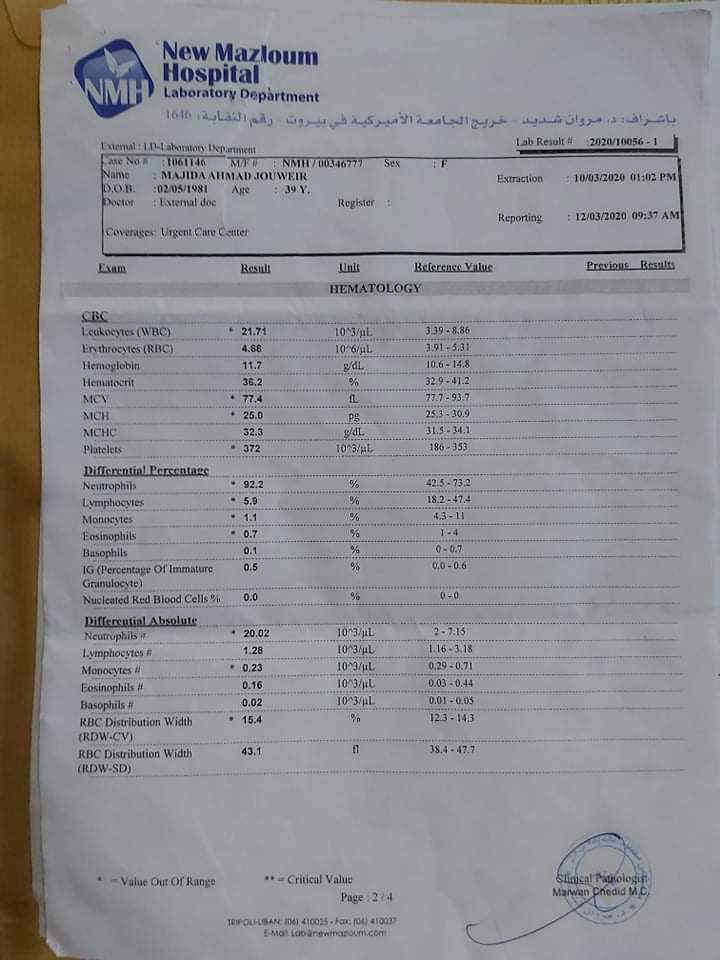 New Mazloum
Hospital
Laboratory Department
NMH
بإشراف: د. مروان شديد - خريج الجامعة الأميركية في بيروت - رقم النقابة: 1646
External : LD-Laboratory Department
Lab Result # :2020/10056 - 1
Case No # :1061146 M/F # : NMH / 00346777 Sex : F
Name : MAJIDA AHMAD JOUWEIR
Extraction : 10/03/2020 01:02 PM
D.O.B. :02/05/1981 Age : 39 Y.
Doctor : External doc Register :
Reporting : 12/03/2020 09:37 AM
Coverages: Urgent Care Center
Exam Result Unit Reference Value Previous Results
HEMATOLOGY
CBC
Leukocytes (WBC) * 21.71 10^3/µL 3.39 - 8.86
Erythrocytes (RBC) 4.68 10^6/µL 3.91 - 5.31
Hemoglobin 11.7 g/dL 10.6 - 14.8
Hematocrit 36.2 % 32.9 - 41.2
MCV * 77.4 fL 77.7 - 93.7
MCH * 25.0 pg 25.3 - 30.9
MCHC 32.3 g/dL 31.5 - 34.1
Platelets * 372 10^3/µL 186 - 353
Differential Percentage
Neutrophils * 92.2 % 42.5 - 73.2
Lymphocytes * 5.9 % 18.2 - 47.4
Monocytes * 1.1 % 4.3 - 11
Eosinophils * 0.7 % 1 - 4
Basophils 0.1 % 0 - 0.7
IG (Percentage Of Immature 0.5 % 0.0 - 0.6
Granulocyte)
Nucleated Red Blood Cells % 0.0 % 0 - 0
Differential Absolute
Neutrophils # * 20.02 10^3/µL 2 - 7.15
Lymphocytes # 1.28 10^3/µL 1.16 - 3.18
Monocytes # * 0.23 10^3/µL 0.29 - 0.71
Eosinophils # 0.16 10^3/µL 0.03 - 0.44
Basophils # 0.02 10^3/µL 0.01 - 0.05
RBC Distribution Width * 15.4 % 12.3 - 14.3
(RDW-CV)
RBC Distribution Width 43.1 fl 38.4 - 47.7
(RDW-SD)
* = Value Out Of Range ** = Critical Value
Clinical Pathologist
Marwan Chedid M.D.
Page : 2 / 4
TRIPOLI-LIBAN: (06) 410025 - Fax: (06) 410037
E-Mail: Lab@newmazloum.com